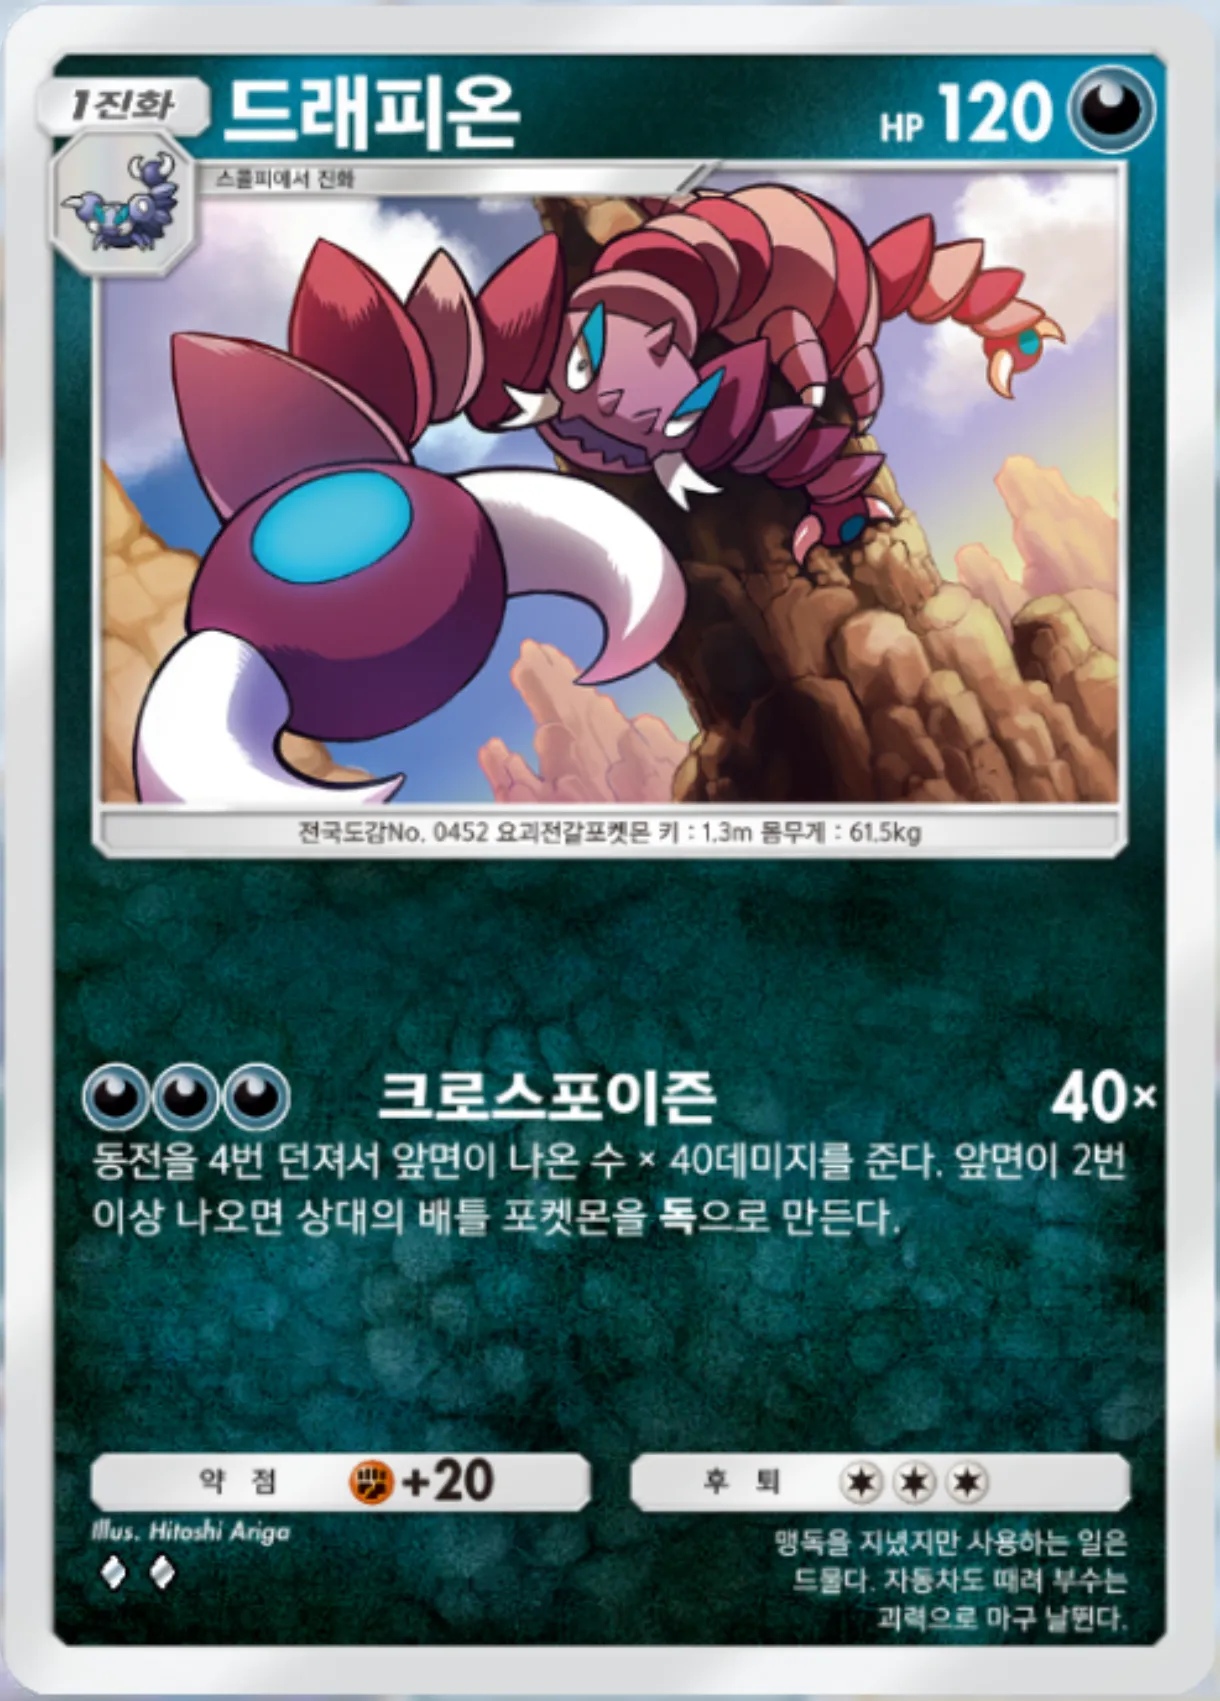 1진화
드래피온
HP 120
스콜피에서 진화
전국도감No. 0452 요괴전갈포켓몬 키 : 1.3m 몸무게 : 61.5kg
크로스포이즌 40×
동전을 4번 던져서 앞면이 나온 수 × 40데미지를 준다. 앞면이 2번
이상 나오면 상대의 배틀 포켓몬을 독으로 만든다.
약 점 +20
후 퇴
Illus. Hitoshi Ariga
맹독을 지녔지만 사용하는 일은
드물다. 자동차도 때려 부수는
괴력으로 마구 날뛴다.